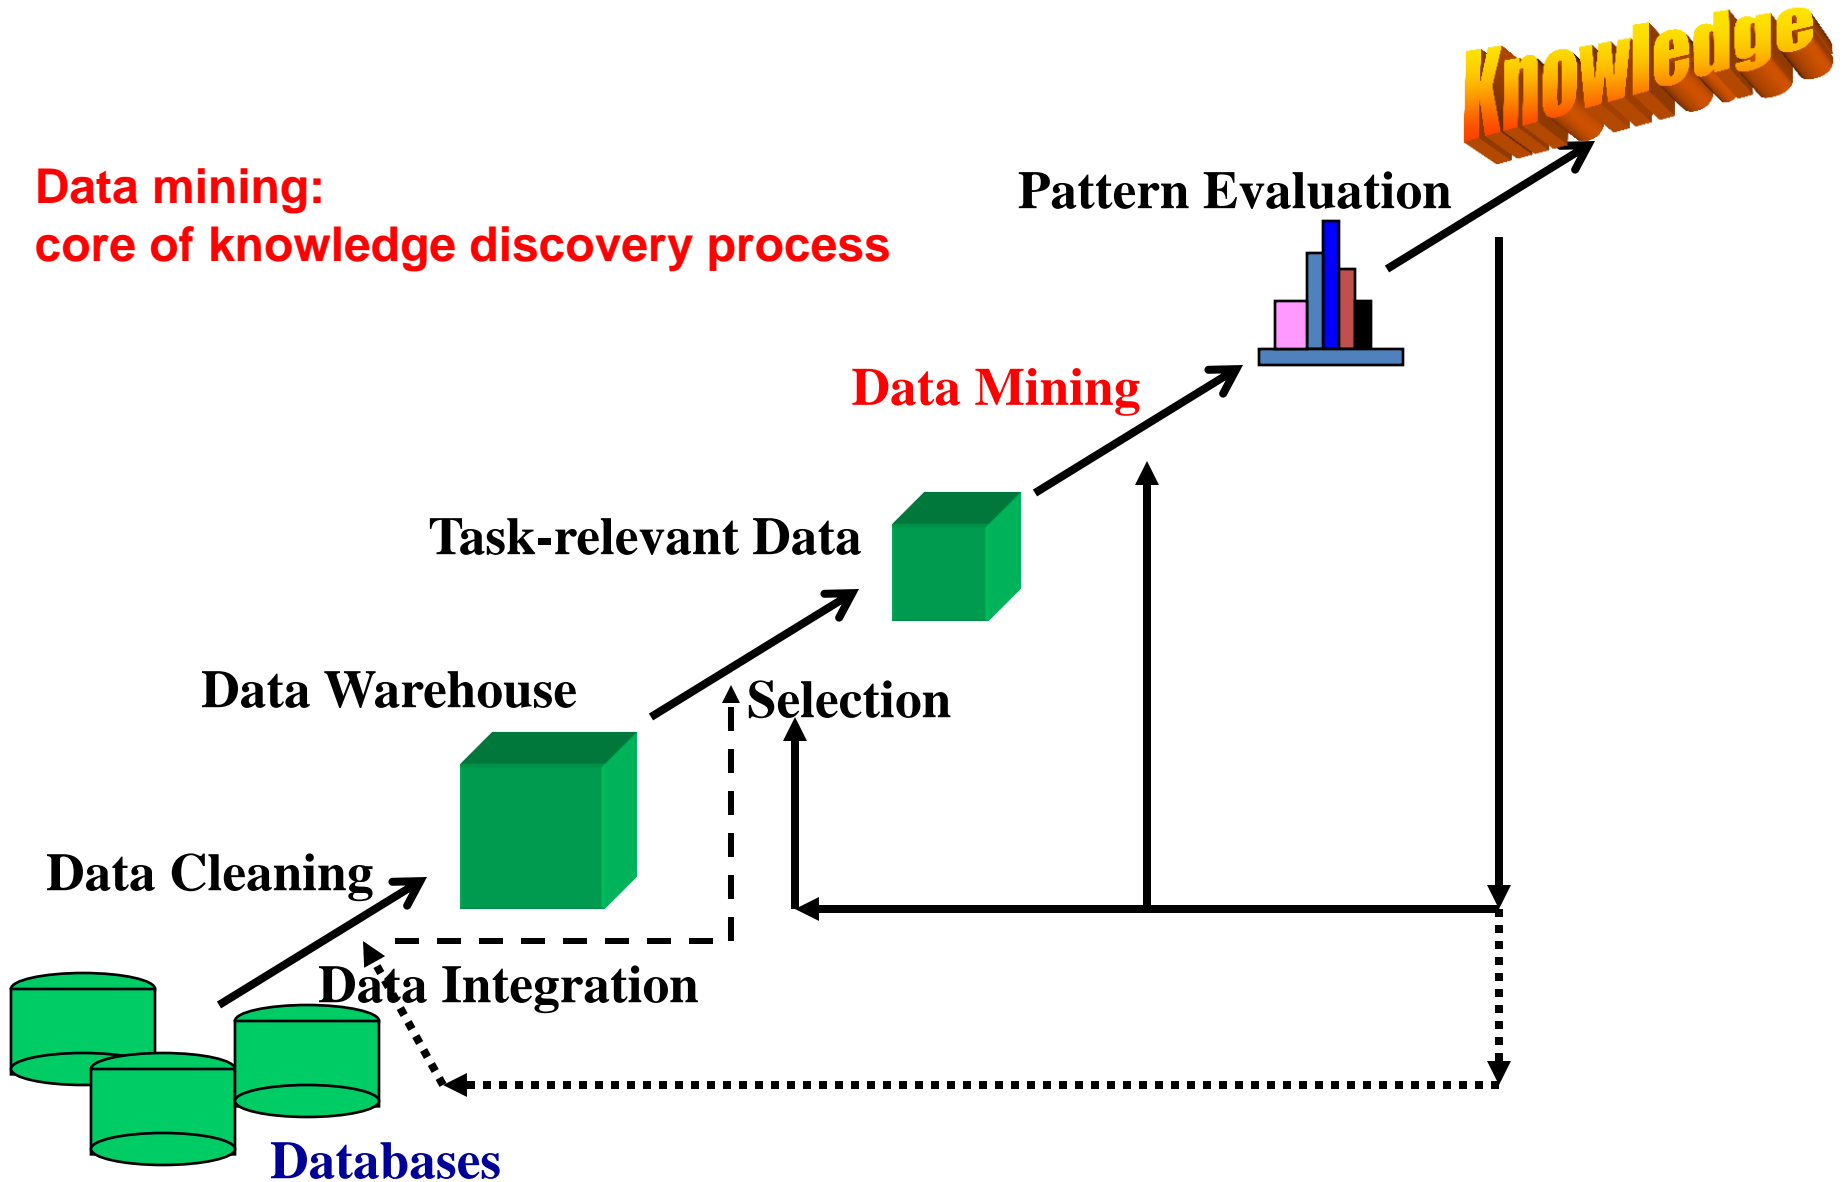 Knowledge
Data mining:
core of knowledge discovery process
Pattern Evaluation
Data Mining
Task-relevant Data
Data Warehouse
Selection
Data Cleaning
Data Integration
Databases